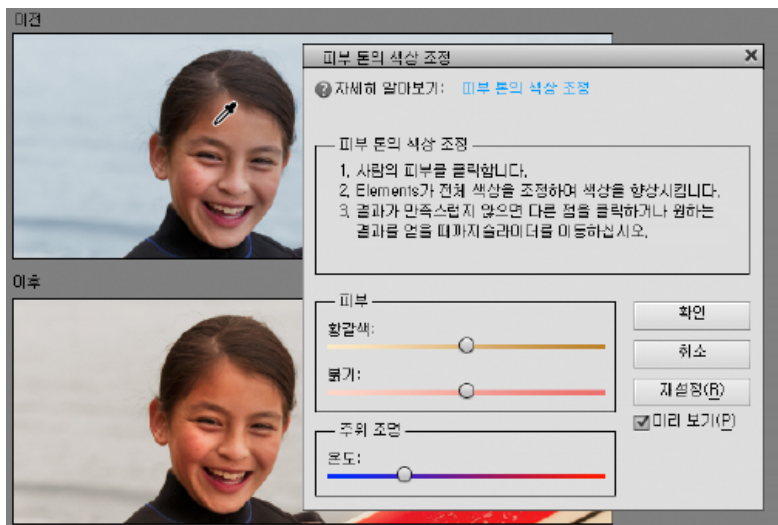 이전
피부 톤의 색상 조정
자세히 알아보기: 피부 톤의 색상 조정
피부 톤의 색상 조정
1. 사람의 피부를 클릭합니다.
2. Elements가 전체 색상을 조정하여 색상을 향상시킵니다.
3. 결과가 만족스럽지 않으면 다른 점을 클릭하거나 원하는
결과를 얻을 때까지슬라이더를 이동하십시오.
이후
피부
황갈색:
붉기:
주위 조명
온도:
확인
취소
재설정(R)
미리 보기(P)